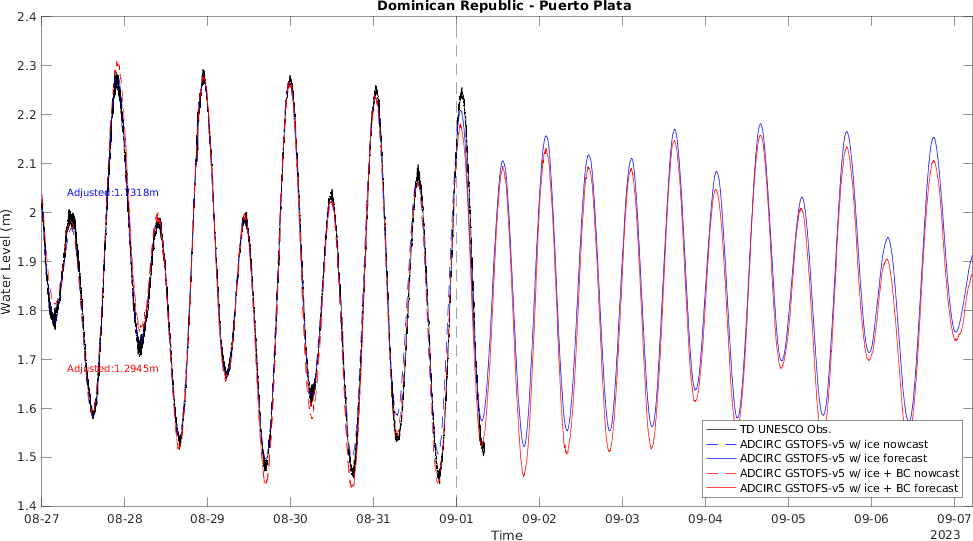 Dominican Republic - Puerto Plata
Water Level (m)
2.4
2.3
2.2
2.1
2
1.9
1.8
1.7
1.6
1.5
1.4
Adjusted:1.7318m
Adjusted:1.2945m
TD UNESCO Obs.
ADCIRC GSTOFS-v5 w/ ice nowcast
ADCIRC GSTOFS-v5 w/ ice forecast
ADCIRC GSTOFS-v5 w/ ice + BC nowcast
ADCIRC GSTOFS-v5 w/ ice + BC forecast
08-27 08-28 08-29 08-30 08-31 09-01 09-02 09-03 09-04 09-05 09-06 09-07
2023
Time